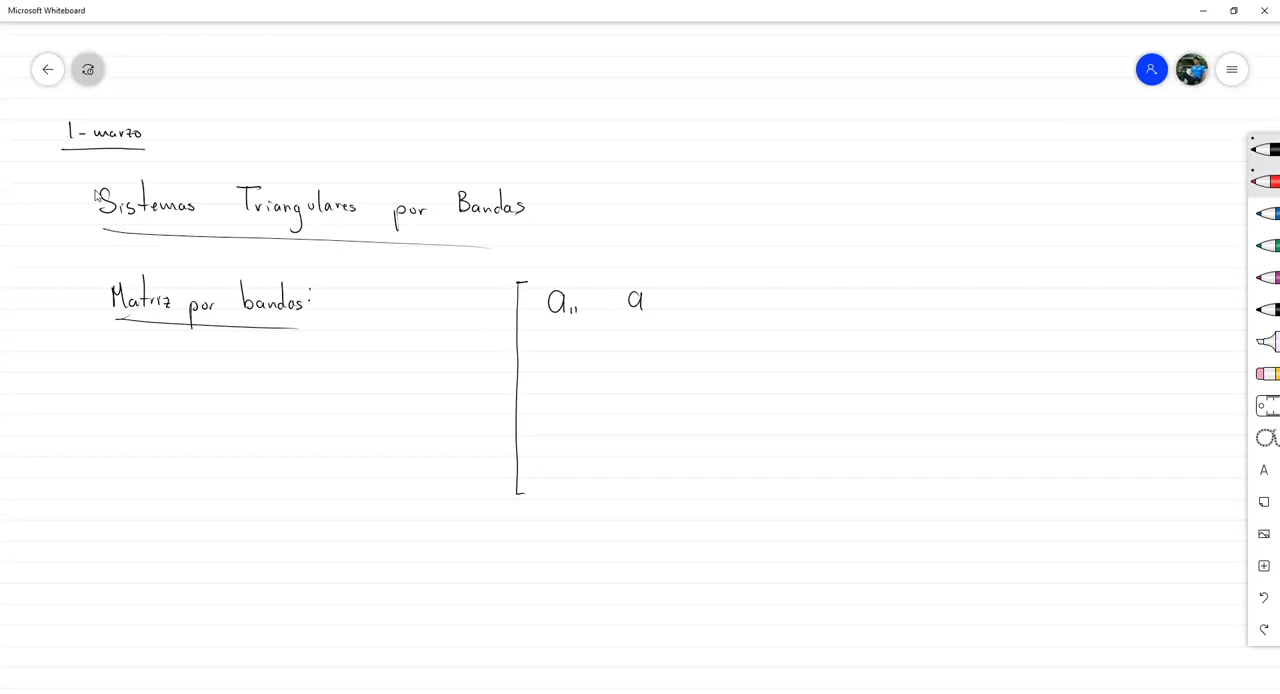 Microsoft Whiteboard
1 - marzo
Sistemas Triangulares por Bandas
Matriz por bandas:
a₁₁ a
A